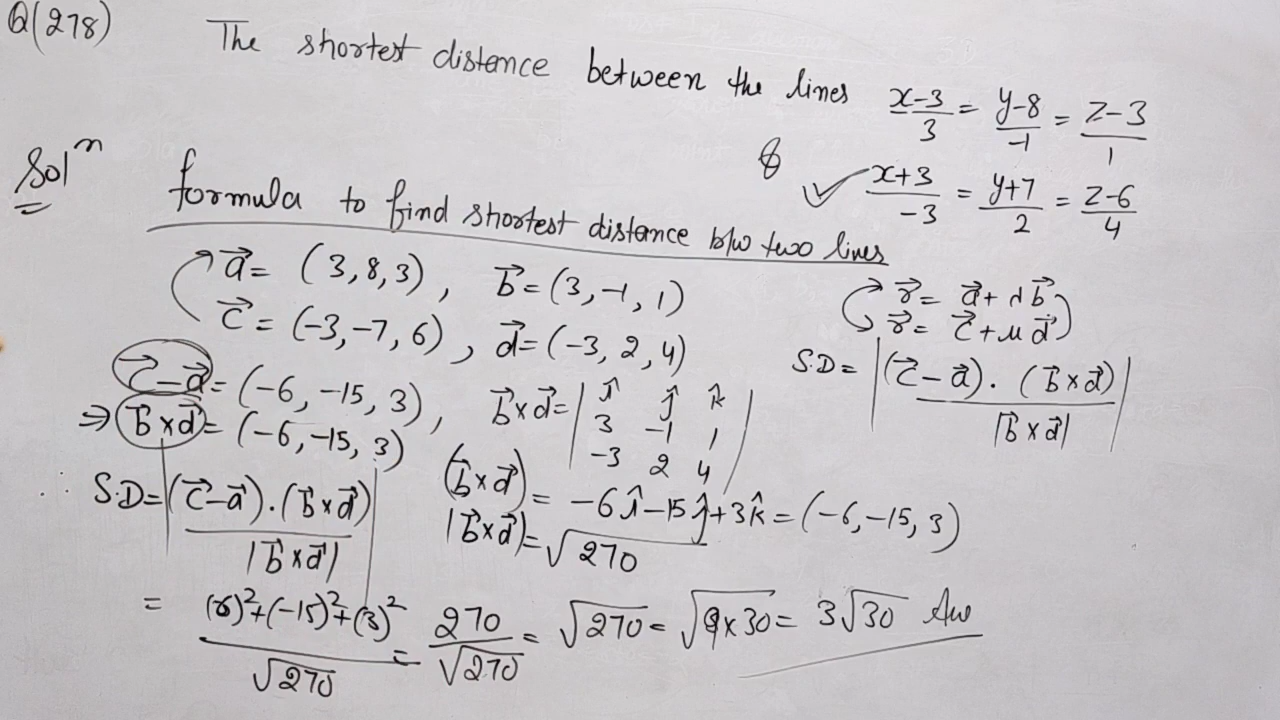 Q(278) The shortest distance between the lines x-3/3 = y-8/-1 = z-3/1
& ✓ x+3/-3 = y+7/2 = z-6/4
Solⁿ formula to find shortest distance b/w two lines
a⃗ = (3,8,3), b⃗ = (3,-1,1)
c⃗ = (-3,-7,6), d⃗ = (-3,2,4)
r⃗ = a⃗ + λb⃗
r⃗ = c⃗ + μd⃗
S.D = |(c⃗-a⃗).(b⃗×d⃗)/|b⃗×d⃗||
c⃗-a⃗ = (-6,-15,3), b⃗×d⃗ = |î ĵ k̂
3 -1 1
-3 2 4|
⇒ b⃗×d⃗ = (-6,-15,3)
(b⃗×d⃗) = -6î-15ĵ+3k̂ = (-6,-15,3)
|b⃗×d⃗| = √270
∴ S.D = |(c⃗-a⃗).(b⃗×d⃗)/|b⃗×d⃗||
= (6)²+(-15)²+(3)²/√270 = 270/√270 = √270 = √9×30 = 3√30 Ans